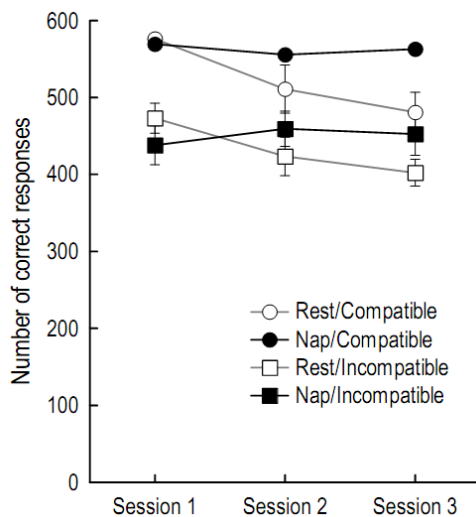 600
500
400
300
200
100
0
Number of correct responses
Rest/Compatible
Nap/Compatible
Rest/Incompatible
Nap/Incompatible
Session 1 Session 2 Session 3